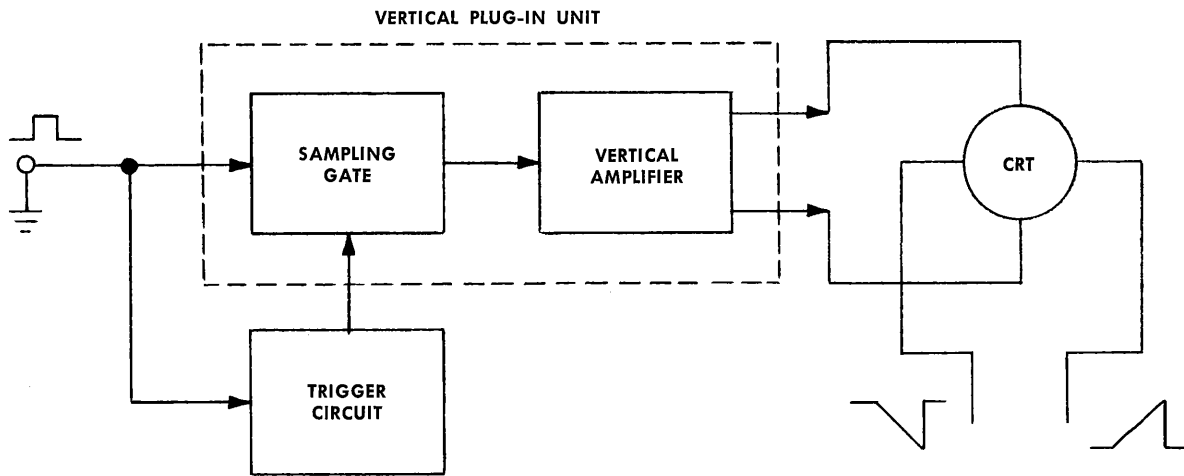 VERTICAL PLUG-IN UNIT
SAMPLING
GATE
VERTICAL
AMPLIFIER
CRT
TRIGGER
CIRCUIT